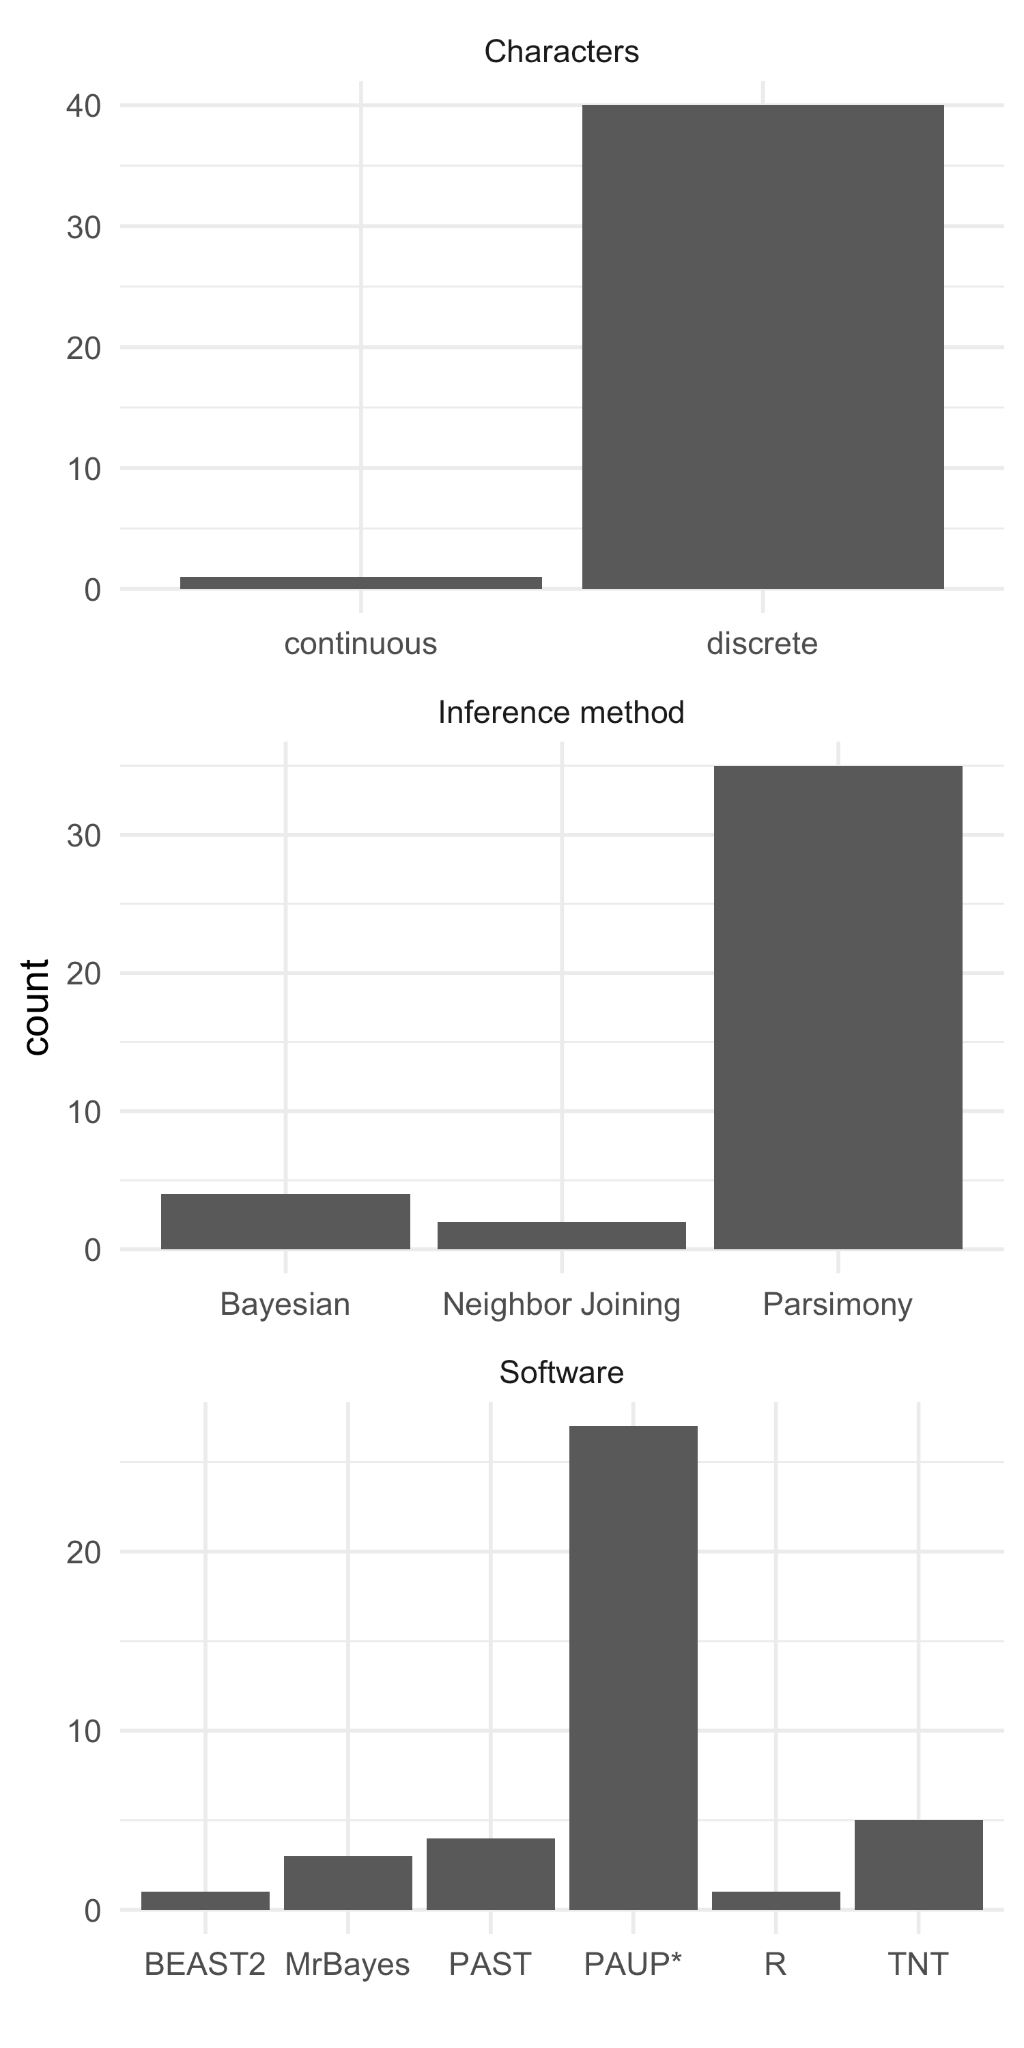 Characters
40
30
20
10
0
continuous discrete
Inference method
30
20
10
0
Bayesian Neighbor Joining Parsimony
count
Software
20
10
0
BEAST2 MrBayes PAST PAUP* R TNT